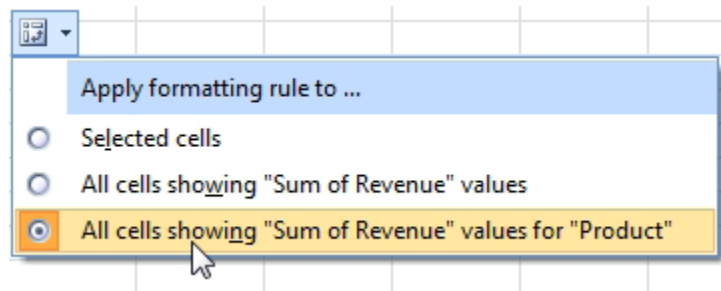 Apply formatting rule to ...
Selected cells
All cells showing "Sum of Revenue" values
All cells showing "Sum of Revenue" values for "Product"